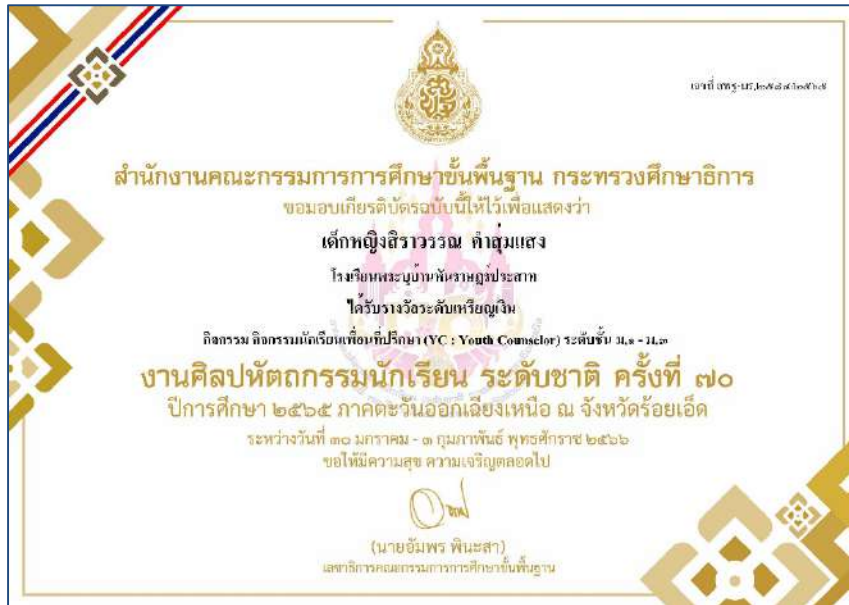 สำนักงานคณะกรรมการการศึกษาขั้นพื้นฐาน กระทรวงศึกษาธิการ
ขอมอบเกียรติบัตรฉบับนี้ให้ไว้เพื่อแสดงว่า
เด็กหญิงสิราวรรณ คำสุ่มแสง
ได้รับรางวัลระดับเหรียญเงิน
กิจกรรม กิจกรรมนักเรียนเพื่อนที่ปรึกษา (YC : Youth Counselor) ระดับชั้น ม.๑ - ม.๓
งานศิลปหัตถกรรมนักเรียน ระดับชาติ ครั้งที่ ๗๐
ปีการศึกษา ๒๕๖๕ ภาคตะวันออกเฉียงเหนือ ณ จังหวัดร้อยเอ็ด
ระหว่างวันที่ ๓๐ มกราคม - ๑ กุมภาพันธ์ พุทธศักราช ๒๕๖๖
ขอให้มีความสุข ความเจริญตลอดไป
(นายอัมพร พินะสา)
เลขาธิการคณะกรรมการการศึกษาขั้นพื้นฐาน